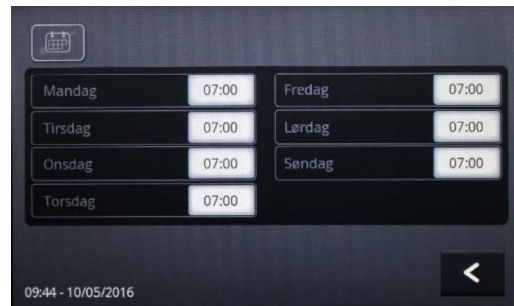 Mandag 07:00
Tirsdag 07:00
Onsdag 07:00
Torsdag 07:00
Fredag 07:00
Lørdag 07:00
Søndag 07:00
09:44 - 10/05/2016